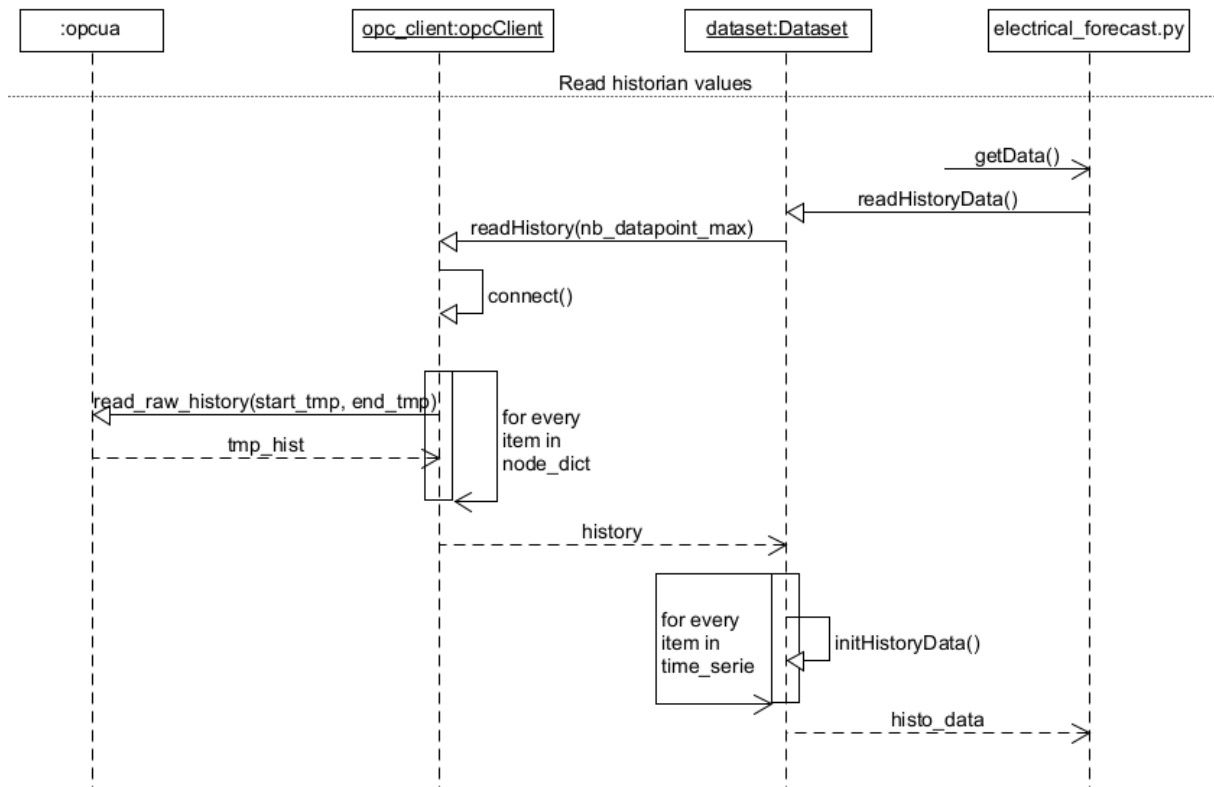 :opcua
opc_client:opcClient
dataset:Dataset
electrical_forecast.py
Read historian values
getData()
readHistoryData()
readHistory(nb_datapoint_max)
connect()
read_raw_history(start_tmp, end_tmp)
for every
item in
node_dict
tmp_hist
history
for every
item in
time_serie
initHistoryData()
histo_data